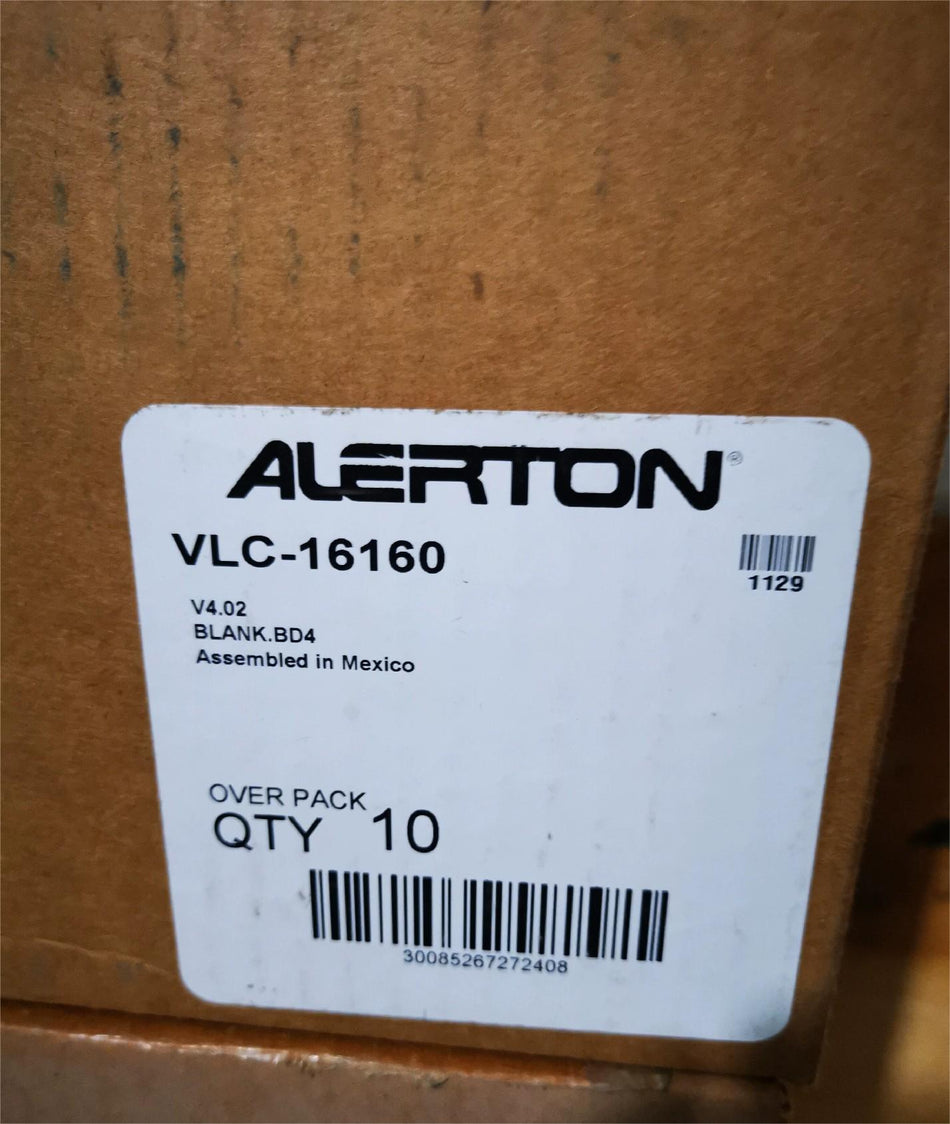 ALERTON®
VLC-16160
1129
V4.02
BLANK.BD4
Assembled in Mexico
OVER PACK
QTY 10
30085267272408